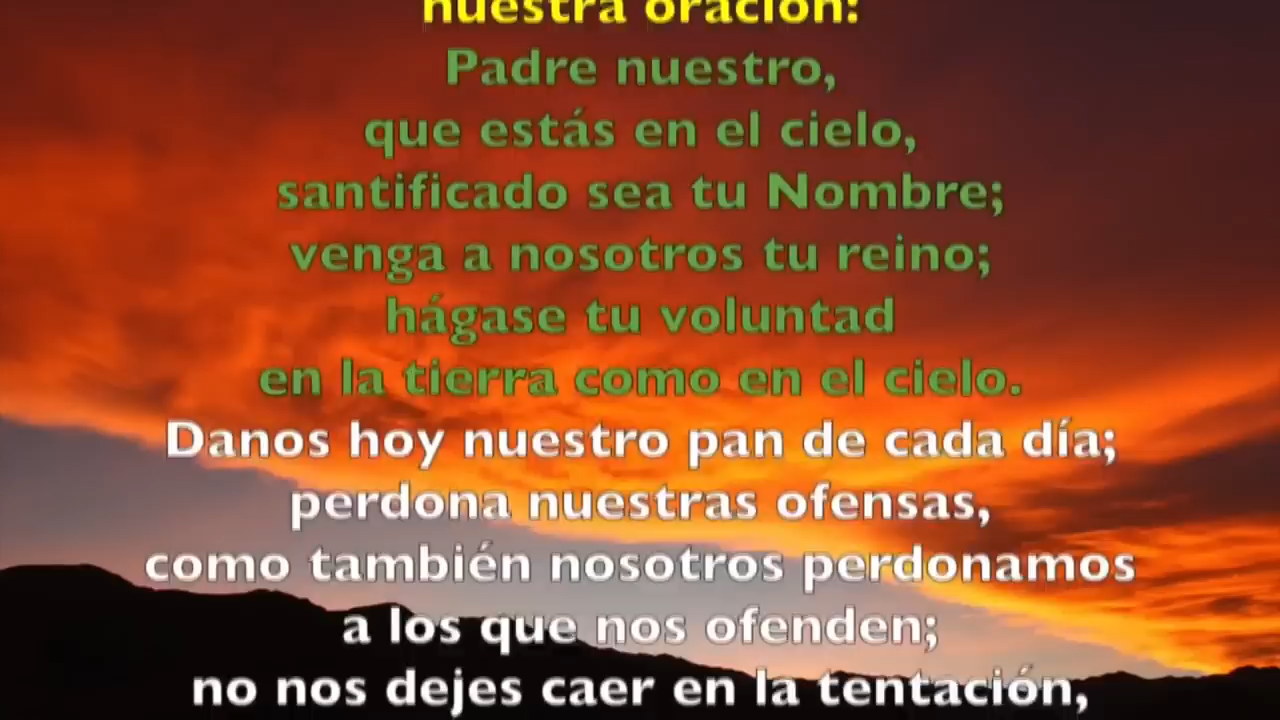 nuestra oración:
Padre nuestro,
que estás en el cielo,
santificado sea tu Nombre;
venga a nosotros tu reino;
hágase tu voluntad
en la tierra como en el cielo.
Danos hoy nuestro pan de cada día;
perdona nuestras ofensas,
como también nosotros perdonamos
a los que nos ofenden;
no nos dejes caer en la tentación,